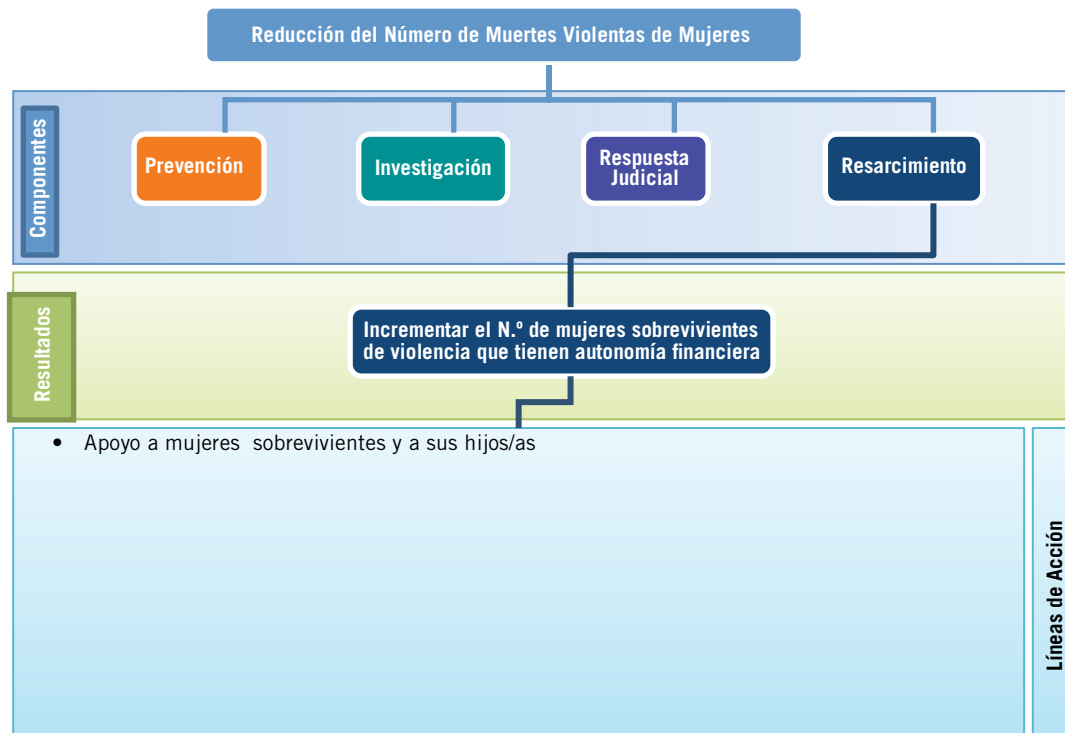 Reducción del Número de Muertes Violentas de Mujeres
Componentes
Prevención
Investigación
Respuesta
Judicial
Resarcimiento
Resultados
Incrementar el N.º de mujeres sobrevivientes
de violencia que tienen autonomía financiera
• Apoyo a mujeres sobrevivientes y a sus hijos/as
Líneas de Acción